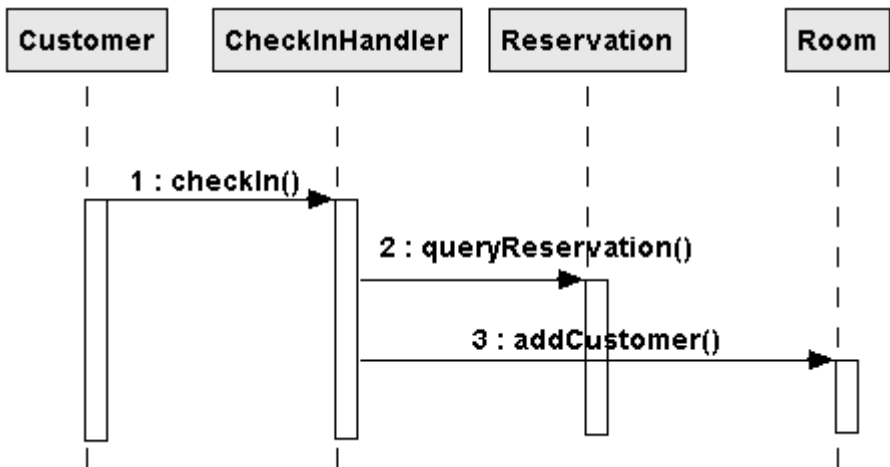 Customer
CheckInHandler
Reservation
Room
1 : checkIn()
2 : queryReservation()
3 : addCustomer()